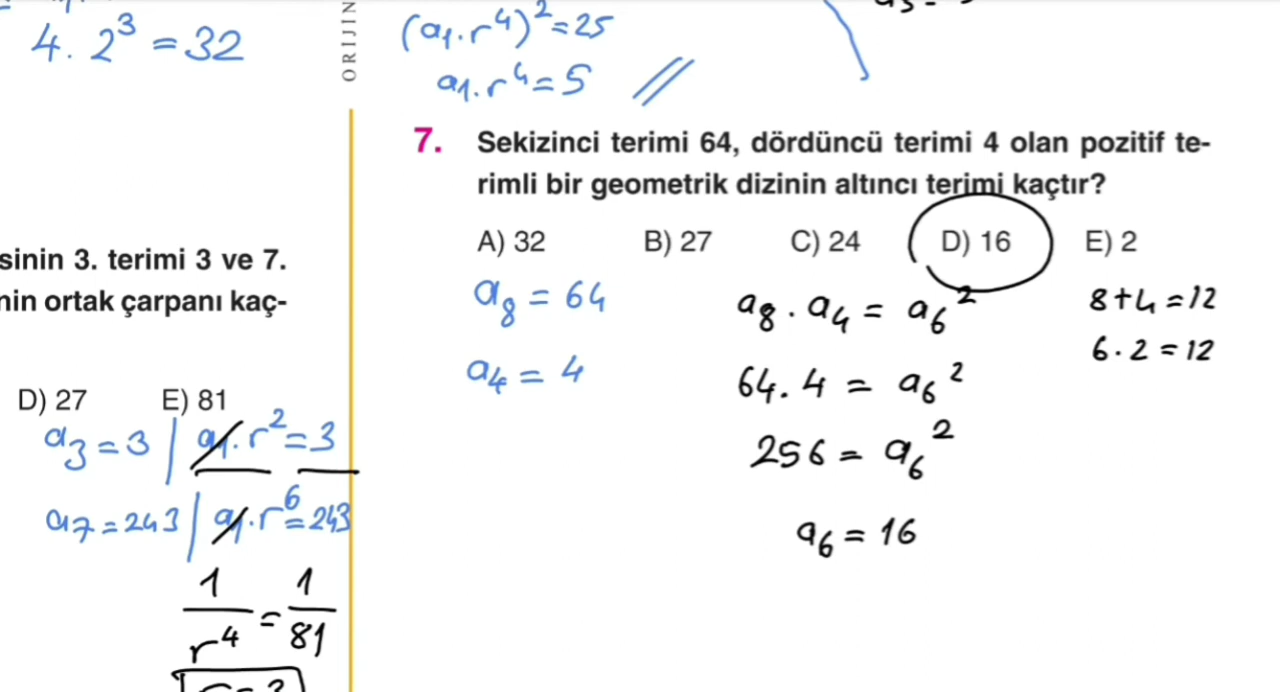 4. 2³ = 32
ORIJIN
(a₁.r⁴)² = 25
a₁.r⁴ = 5
7. Sekizinci terimi 64, dördüncü terimi 4 olan pozitif te-
rimli bir geometrik dizinin altıncı terimi kaçtır?
A) 32 B) 27 C) 24 D) 16 E) 2
a₈ = 64
a₄ = 4
a₈ . a₄ = a₆²
64. 4 = a₆²
256 = a₆²
a₆ = 16
8+4 = 12
6 . 2 = 12
sinin 3. terimi 3 ve 7.
nin ortak çarpanı kaç-
D) 27 E) 81
a₃ = 3 | a₁.r² = 3
a₇ = 243 | a₁.r⁶ = 243
1/r⁴ = 1/81